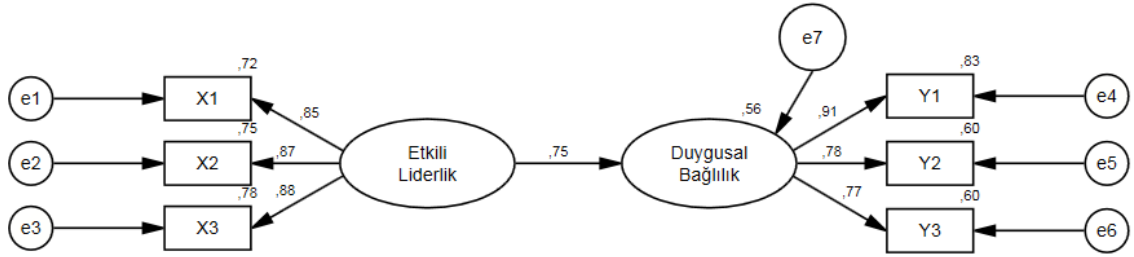 e7
,72
,83
e1
X1
,85
,56
,91
Y1
e4
,75
,60
e2
X2
,87
Etkili
Liderlik
,75
Duygusal
Bağlılık
,78
Y2
e5
,78
,88
,77
,60
e3
X3
Y3
e6